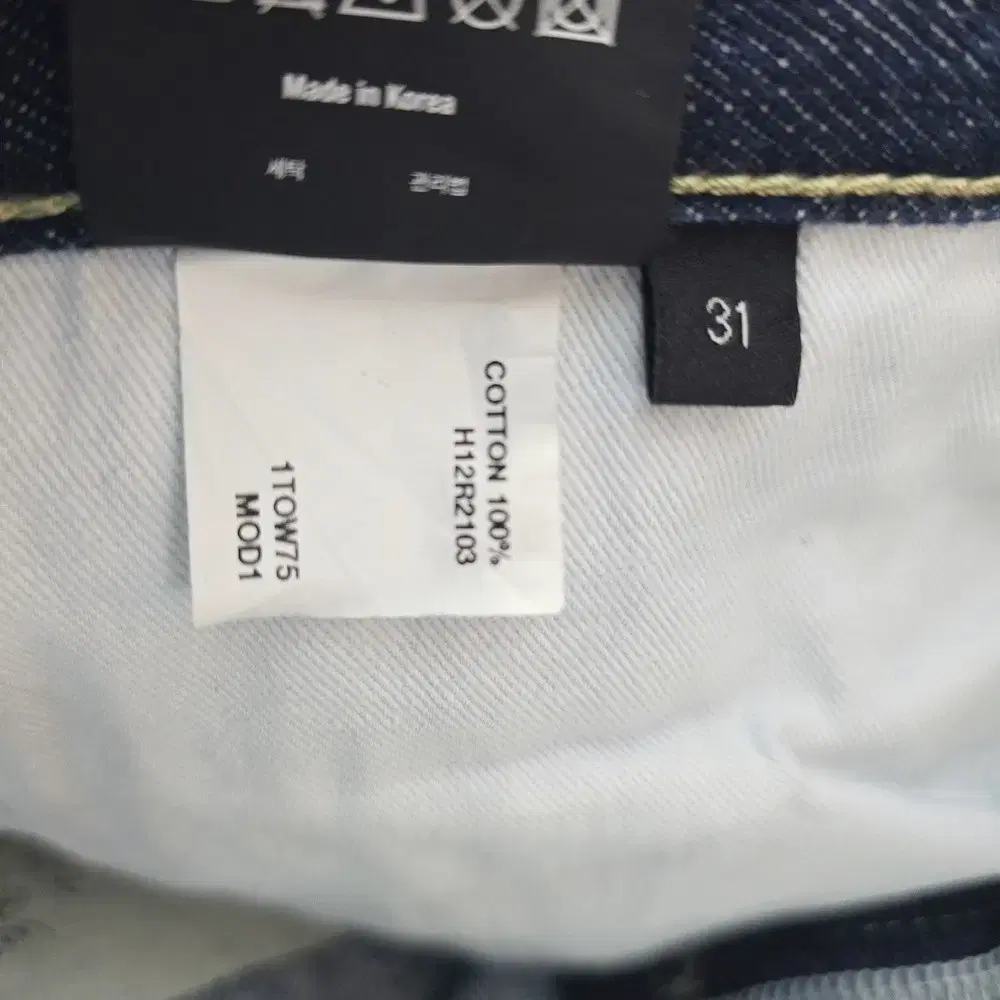 Made in Korea
세탁 관리법
31
COTTON 100%
H12R2103
1TOW75
MOD1